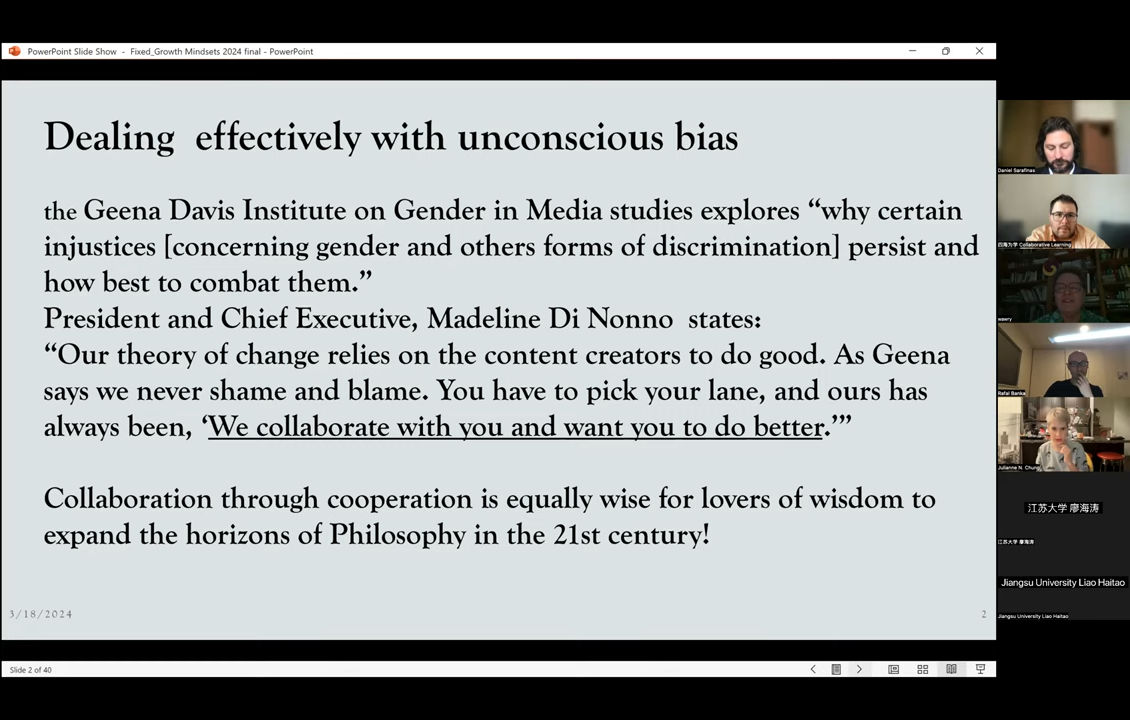 PowerPoint Slide Show - Fixed_Growth Mindsets 2024 final - PowerPoint
Dealing effectively with unconscious bias
the Geena Davis Institute on Gender in Media studies explores “why certain
injustices [concerning gender and others forms of discrimination] persist and
how best to combat them.”
President and Chief Executive, Madeline Di Nonno states:
“Our theory of change relies on the content creators to do good. As Geena
says we never shame and blame. You have to pick your lane, and ours has
always been, ‘We collaborate with you and want you to do better.’”
Collaboration through cooperation is equally wise for lovers of wisdom to
expand the horizons of Philosophy in the 21st century!
3/18/2024
2
Slide 2 of 40
Daniel Sarafinas
四海为学 Collaborative Learning
wawry
Rafal Banka
Julianne N. Chung
江苏大学 廖海涛
江苏大学 廖海涛
Jiangsu University Liao Haitao
Jiangsu University Liao Haitao